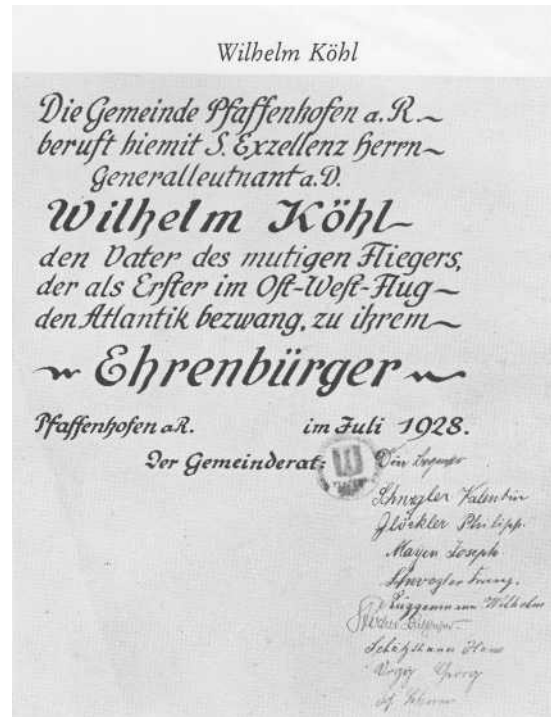 Wilhelm Köhl
Die Gemeinde Pfaffenhofen a. R.
beruft hiemit S. Exzellenz Herrn
Generalleutnant a.D.
Wilhelm Köhl
den Vater des mutigen Fliegers,
der als Erster im Ost-West-Flug
den Atlantik bezwang, zu ihrem
Ehrenbürger
Pfaffenhofen a.R. im Juli 1928.
Der Gemeinderat:
Valentin
Glöckler Philipp.
Mayer Joseph.
Wilhelm
Georg